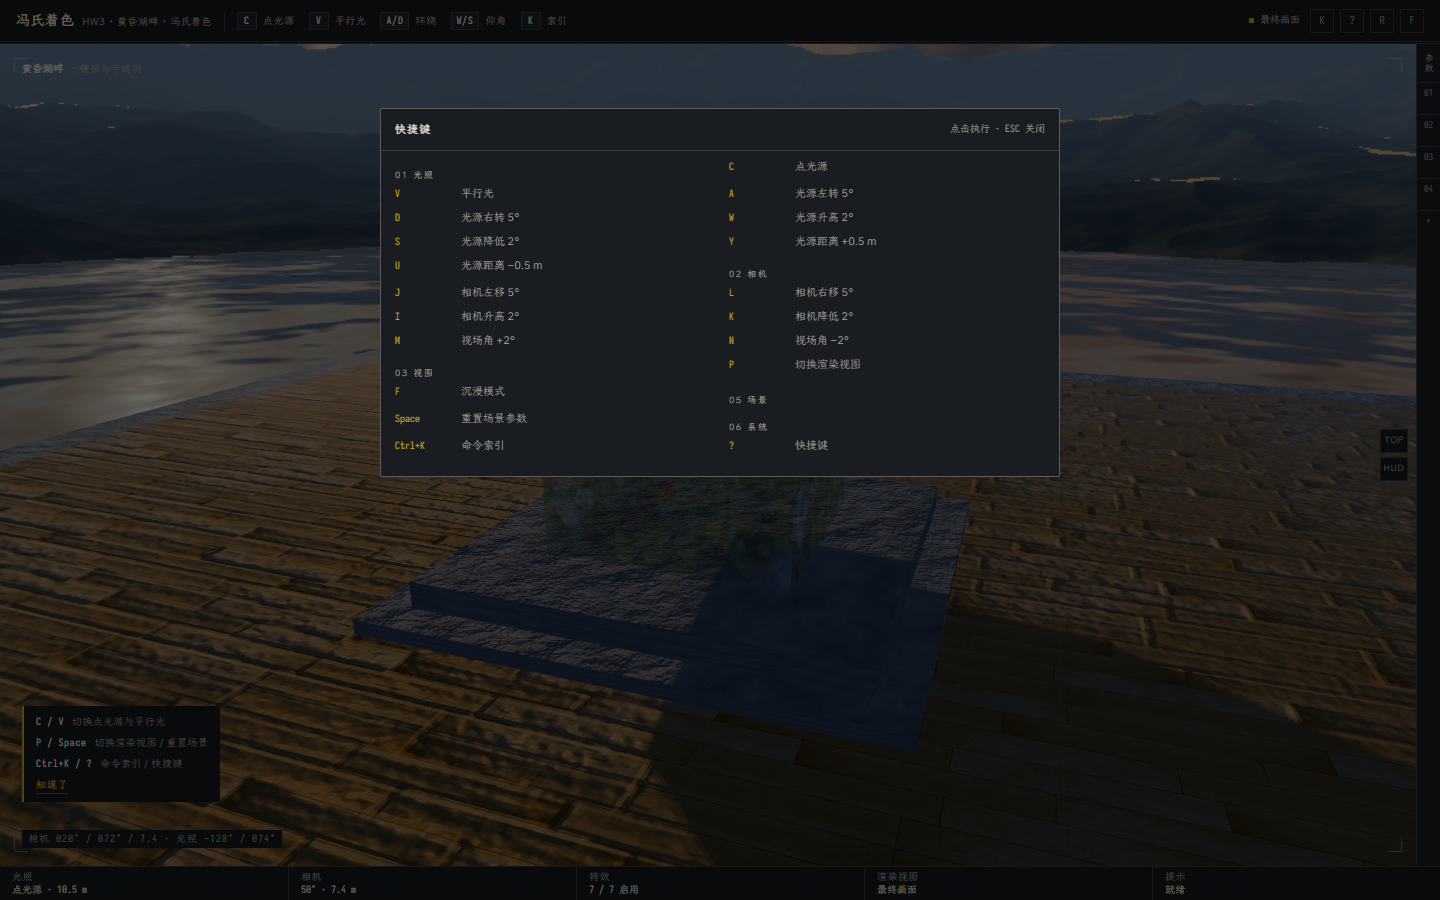 冯氏着色 HW3·黄昏湖畔·冯氏着色 C 点光源 V 平行光 A/D 环绕 W/S 仰角 K 索引
最终画面 K ? R F
黄昏湖畔
参数
01
02
03
04
快捷键 点击执行 · ESC 关闭
01 光照
V 平行光
D 光源右转 5°
S 光源降低 2°
U 光源距离 −0.5 m
J 相机左移 5°
I 相机升高 2°
M 视场角 +2°
03 视图
F 沉浸模式
Space 重置场景参数
Ctrl+K 命令索引
C 点光源
A 光源左转 5°
W 光源升高 2°
Y 光源距离 +0.5 m
02 相机
L 相机右移 5°
K 相机降低 2°
N 视场角 −2°
P 切换渲染视图
05 场景
06 系统
? 快捷键
TOP
HUD
C / V 切换点光源与平行光
P / Space 切换渲染视图 / 重置场景
Ctrl+K / ? 命令索引 / 快捷键
知道了
相机 020° / 072° / 7.4 · 光照 −128° / 074°
光照
点光源 · 10.5 m
相机
50° · 7.4 m
特效
7 / 7 启用
渲染视图
最终画面
提示
就绪